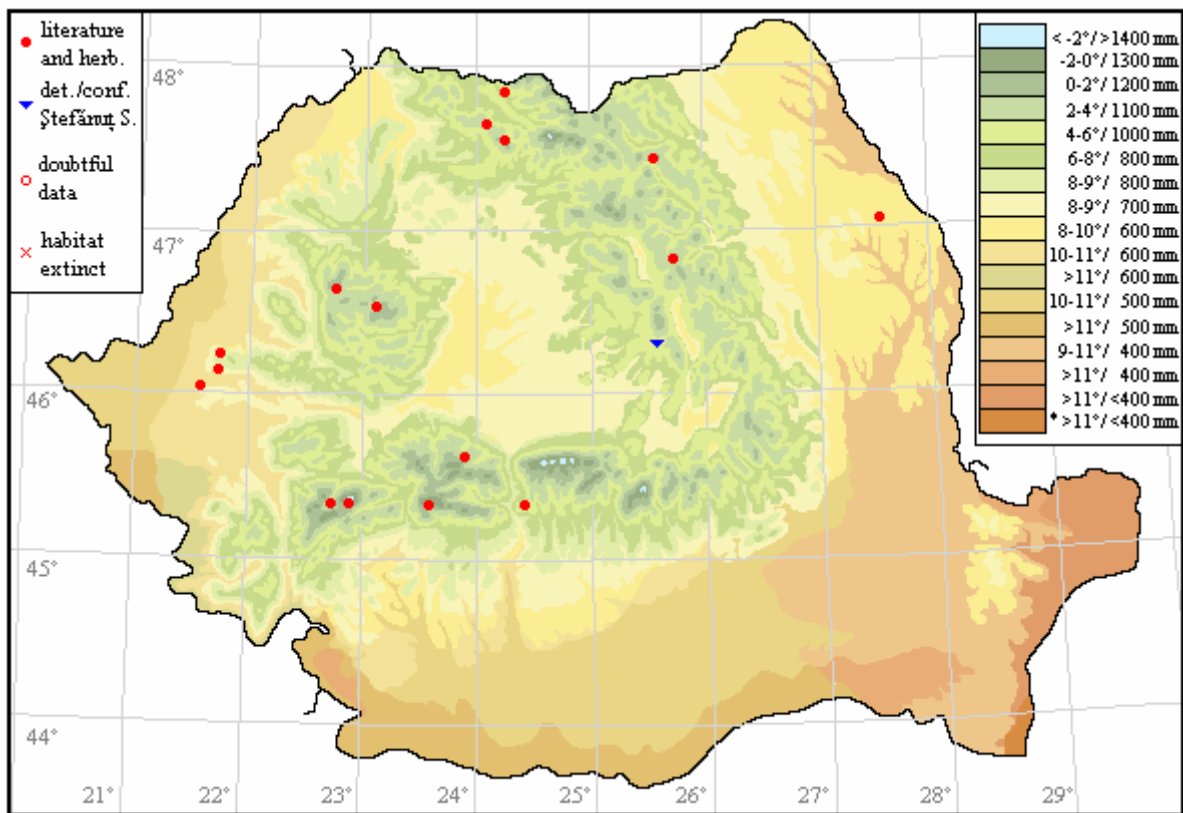 literature
and herb.
det./conf.
Ștefănuț S.
doubtful
data
habitat
extinct
< -2°/>1400 mm
-2-0°/1300 mm
0-2°/1200 mm
2-4°/1100 mm
4-6°/1000 mm
6-8°/ 800 mm
8-9°/ 800 mm
8-9°/ 700 mm
8-10°/ 600 mm
10-11°/ 600 mm
>11°/ 600 mm
10-11°/ 500 mm
>11°/ 500 mm
9-11°/ 400 mm
>11°/ 400 mm
>11°/<400 mm
* >11°/<400 mm
48°
47°
46°
45°
44°
21° 22° 23° 24° 25° 26° 27° 28° 29°